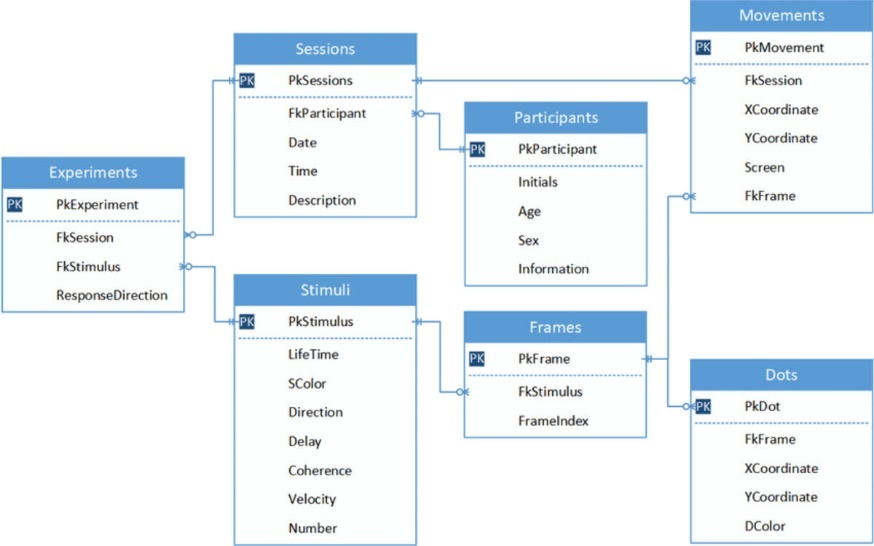 Experiments
PK PkExperiment
FkSession
FkStimulus
ResponseDirection
Sessions
PK PkSessions
FkParticipant
Date
Time
Description
Stimuli
PK PkStimulus
LifeTime
SColor
Direction
Delay
Coherence
Velocity
Number
Participants
PK PkParticipant
Initials
Age
Sex
Information
Frames
PK PkFrame
FkStimulus
FrameIndex
Movements
PK PkMovement
FkSession
XCoordinate
YCoordinate
Screen
FkFrame
Dots
PK PkDot
FkFrame
XCoordinate
YCoordinate
DColor